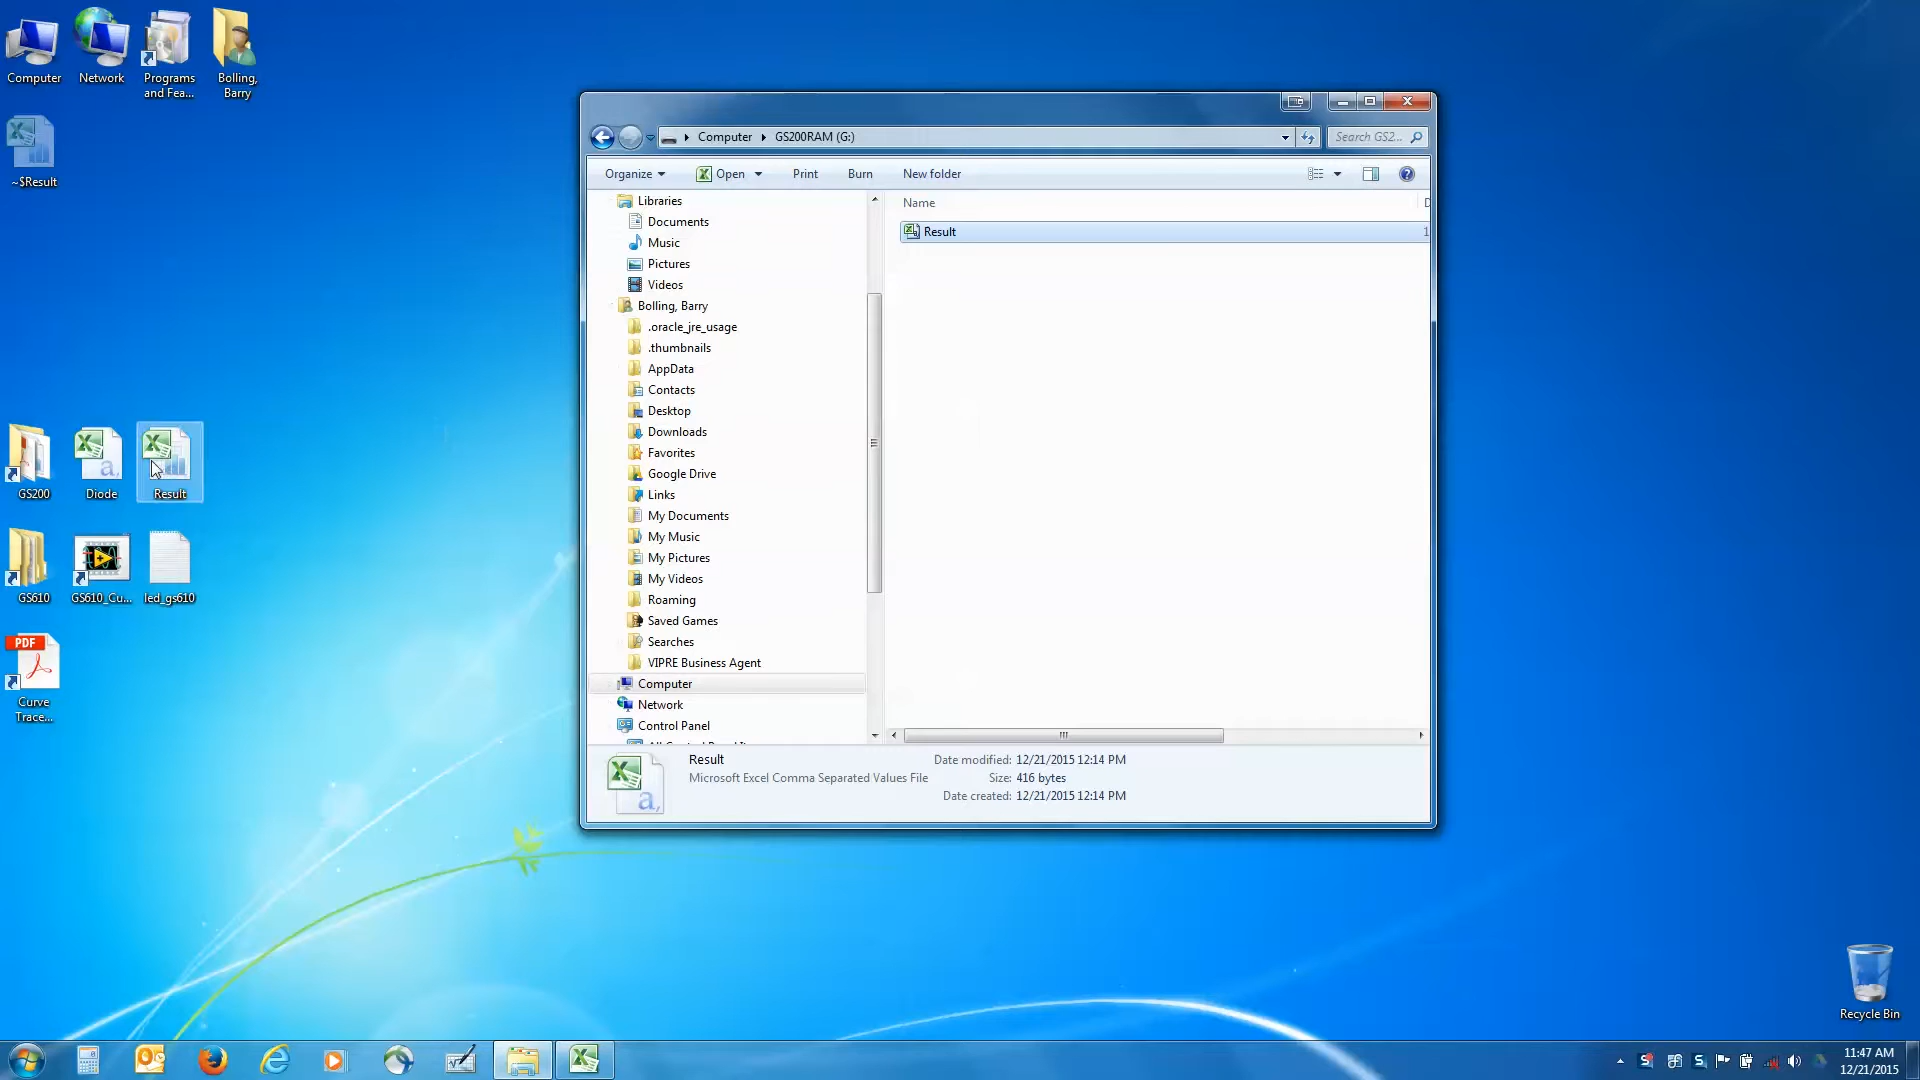 Computer
Network
Programs
and Fea...
Bolling,
Barry
~$Result
GS200
Diode
Result
GS610
GS610_Cu...
led_gs610
PDF
Curve
Trace...
Computer
GS200RAM (G:)
Search GS2...
Organize
Open
Print
Burn
New folder
Libraries
Documents
Music
Pictures
Videos
Bolling, Barry
.oracle_jre_usage
.thumbnails
AppData
Contacts
Desktop
Downloads
Favorites
Google Drive
Links
My Documents
My Music
My Pictures
My Videos
Roaming
Saved Games
Searches
VIPRE Business Agent
Computer
Network
Control Panel
Name
D
Result
1
Result
Microsoft Excel Comma Separated Values File
Date modified: 12/21/2015 12:14 PM
Size: 416 bytes
Date created: 12/21/2015 12:14 PM
Recycle Bin
11:47 AM
12/21/2015